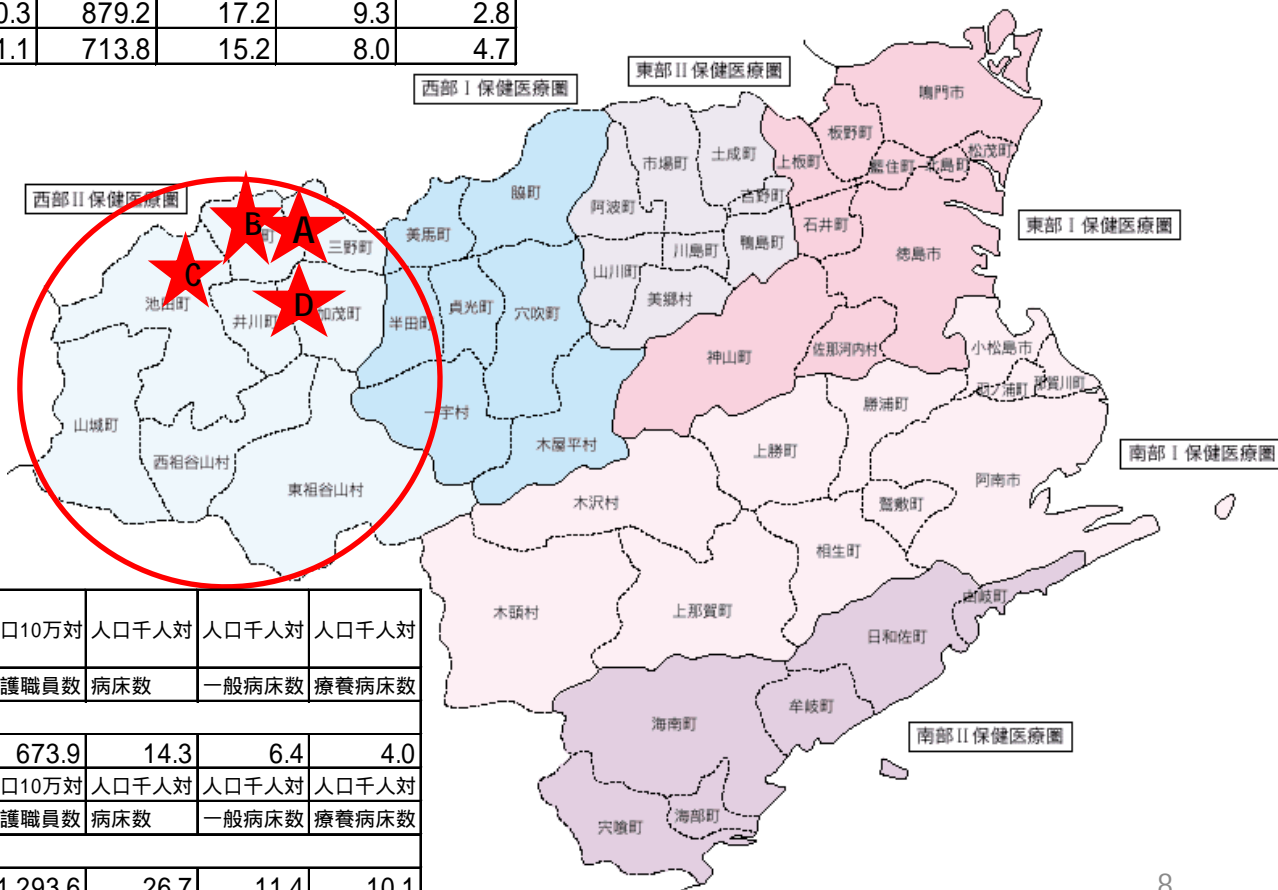 0.3 879.2 17.2 9.3 2.8
1.1 713.8 15.2 8.0 4.7
東部Ⅱ保健医療圏
西部Ⅰ保健医療圏
鳴門市
板野町
松茂町
土成町
市場町
上板町
藍住町
北島町
脇町
西部Ⅱ保健医療圏
吉野町
阿波町
石井町
東部Ⅰ保健医療圏
B
A
町
三野町
美馬町
川島町
鴨島町
徳島市
C
山川町
池田町
D
美郷村
井川町
加茂町
半田町
貞光町
穴吹町
佐那河内村
小松島市
神山町
羽ノ浦町
那賀川町
勝浦町
一宇村
山城町
木屋平村
上勝町
南部Ⅰ保健医療圏
西祖谷山村
阿南市
東祖谷山村
木沢村
鷲敷町
相生町
由岐町
木頭村
上那賀町
日和佐町
口10万対 人口千人対 人口千人対 人口千人対
護職員数 病床数 一般病床数 療養病床数
牟岐町
海南町
南部Ⅱ保健医療圏
673.9 14.3 6.4 4.0
口10万対 人口千人対 人口千人対 人口千人対
護職員数 病床数 一般病床数 療養病床数
海部町
宍喰町
1,293.6 26.7 11.4 10.1
8